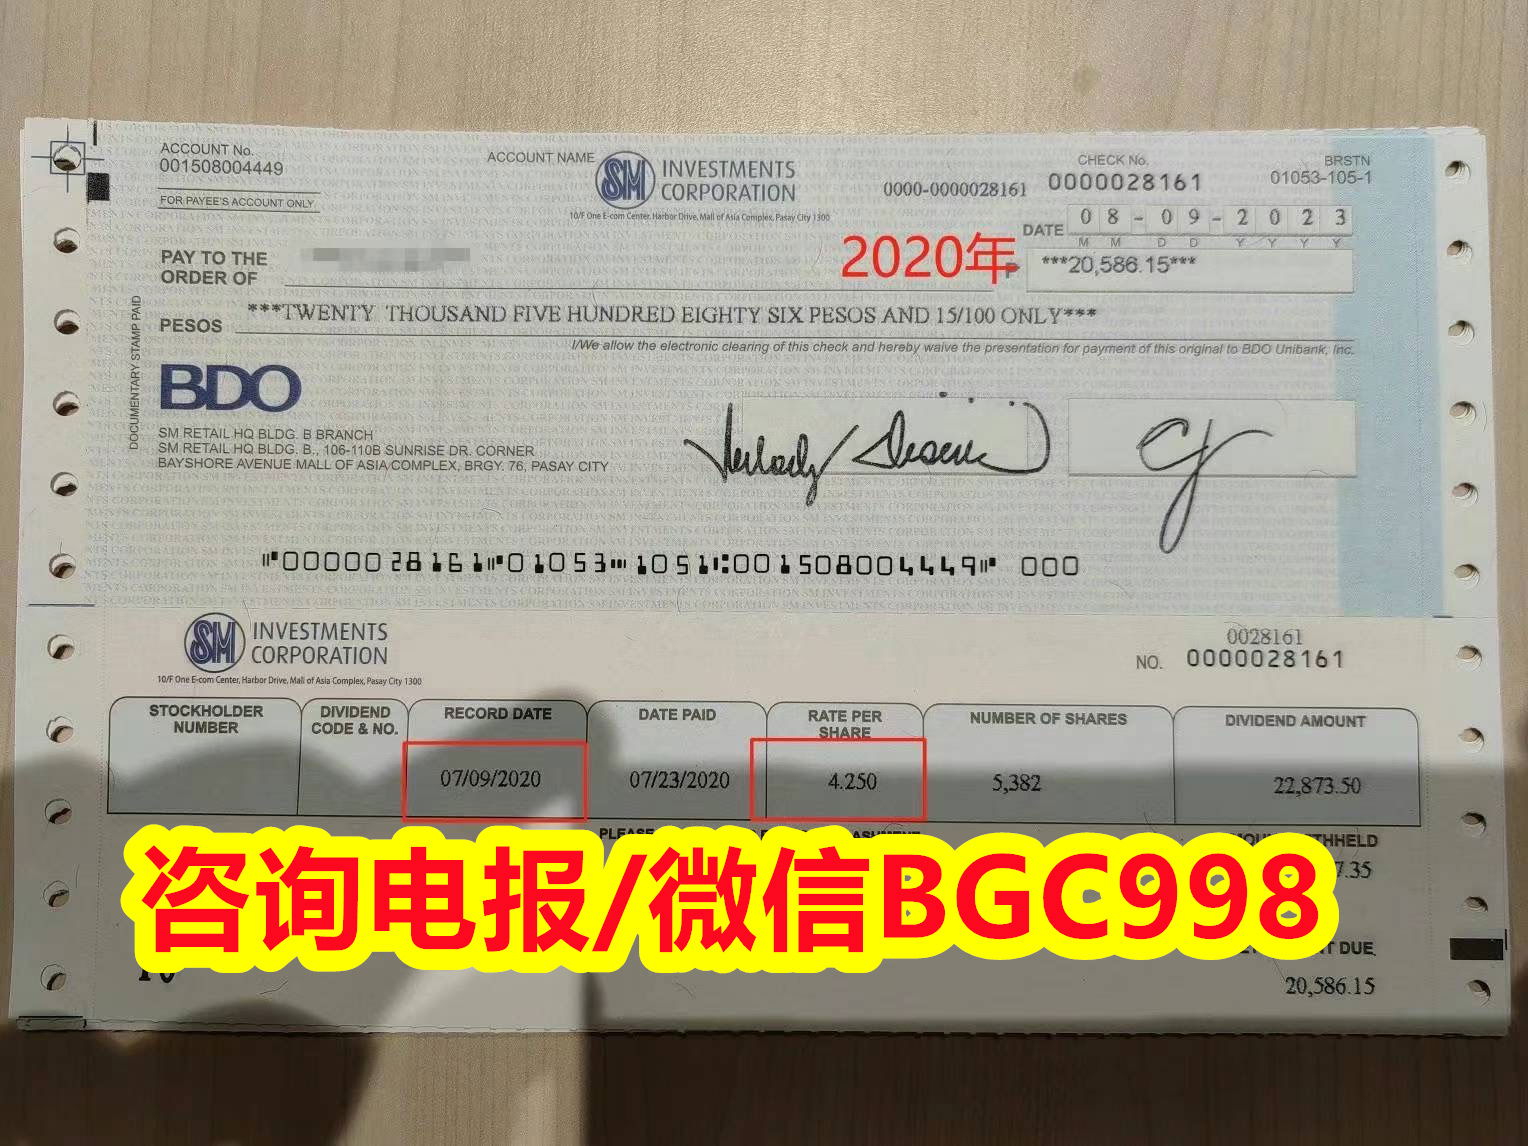 ACCOUNT No.
001508004449
FOR PAYEE'S ACCOUNT ONLY
ACCOUNT NAME
SM INVESTMENTS
CORPORATION
10/F One E-com Center, Harbor Drive, Mall of Asia Complex, Pasay City 1300
0000-0000028161
CHECK No.
0000028161
BRSTN
01053-105-1
DATE 08-09-2023
M M D D Y Y Y Y
PAY TO THE
ORDER OF
2020年
P ***20,586.15***
PESOS ***TWENTY THOUSAND FIVE HUNDRED EIGHTY SIX PESOS AND 15/100 ONLY***
I/We allow the electronic clearing of this check and hereby waive the presentation for payment of this original to BDO Unibank, Inc.
DOCUMENTARY STAMP PAID
BDO
SM RETAIL HQ BLDG. B BRANCH
SM RETAIL HQ BLDG. B., 106-110B SUNRISE DR. CORNER
BAYSHORE AVENUE MALL OF ASIA COMPLEX, BRGY. 76, PASAY CITY
⑈0000028161⑈01053⑉1051⑆001508004449⑈ 000
SM INVESTMENTS
CORPORATION
10/F One E-com Center, Harbor Drive, Mall of Asia Complex, Pasay City 1300
0028161
NO. 0000028161
STOCKHOLDER
NUMBER
DIVIDEND
CODE & NO.
RECORD DATE
DATE PAID
RATE PER
SHARE
NUMBER OF SHARES
DIVIDEND AMOUNT
07/09/2020
07/23/2020
4.250
5,382
22,873.50
咨询电报/微信BGC998
DUE
20,586.15